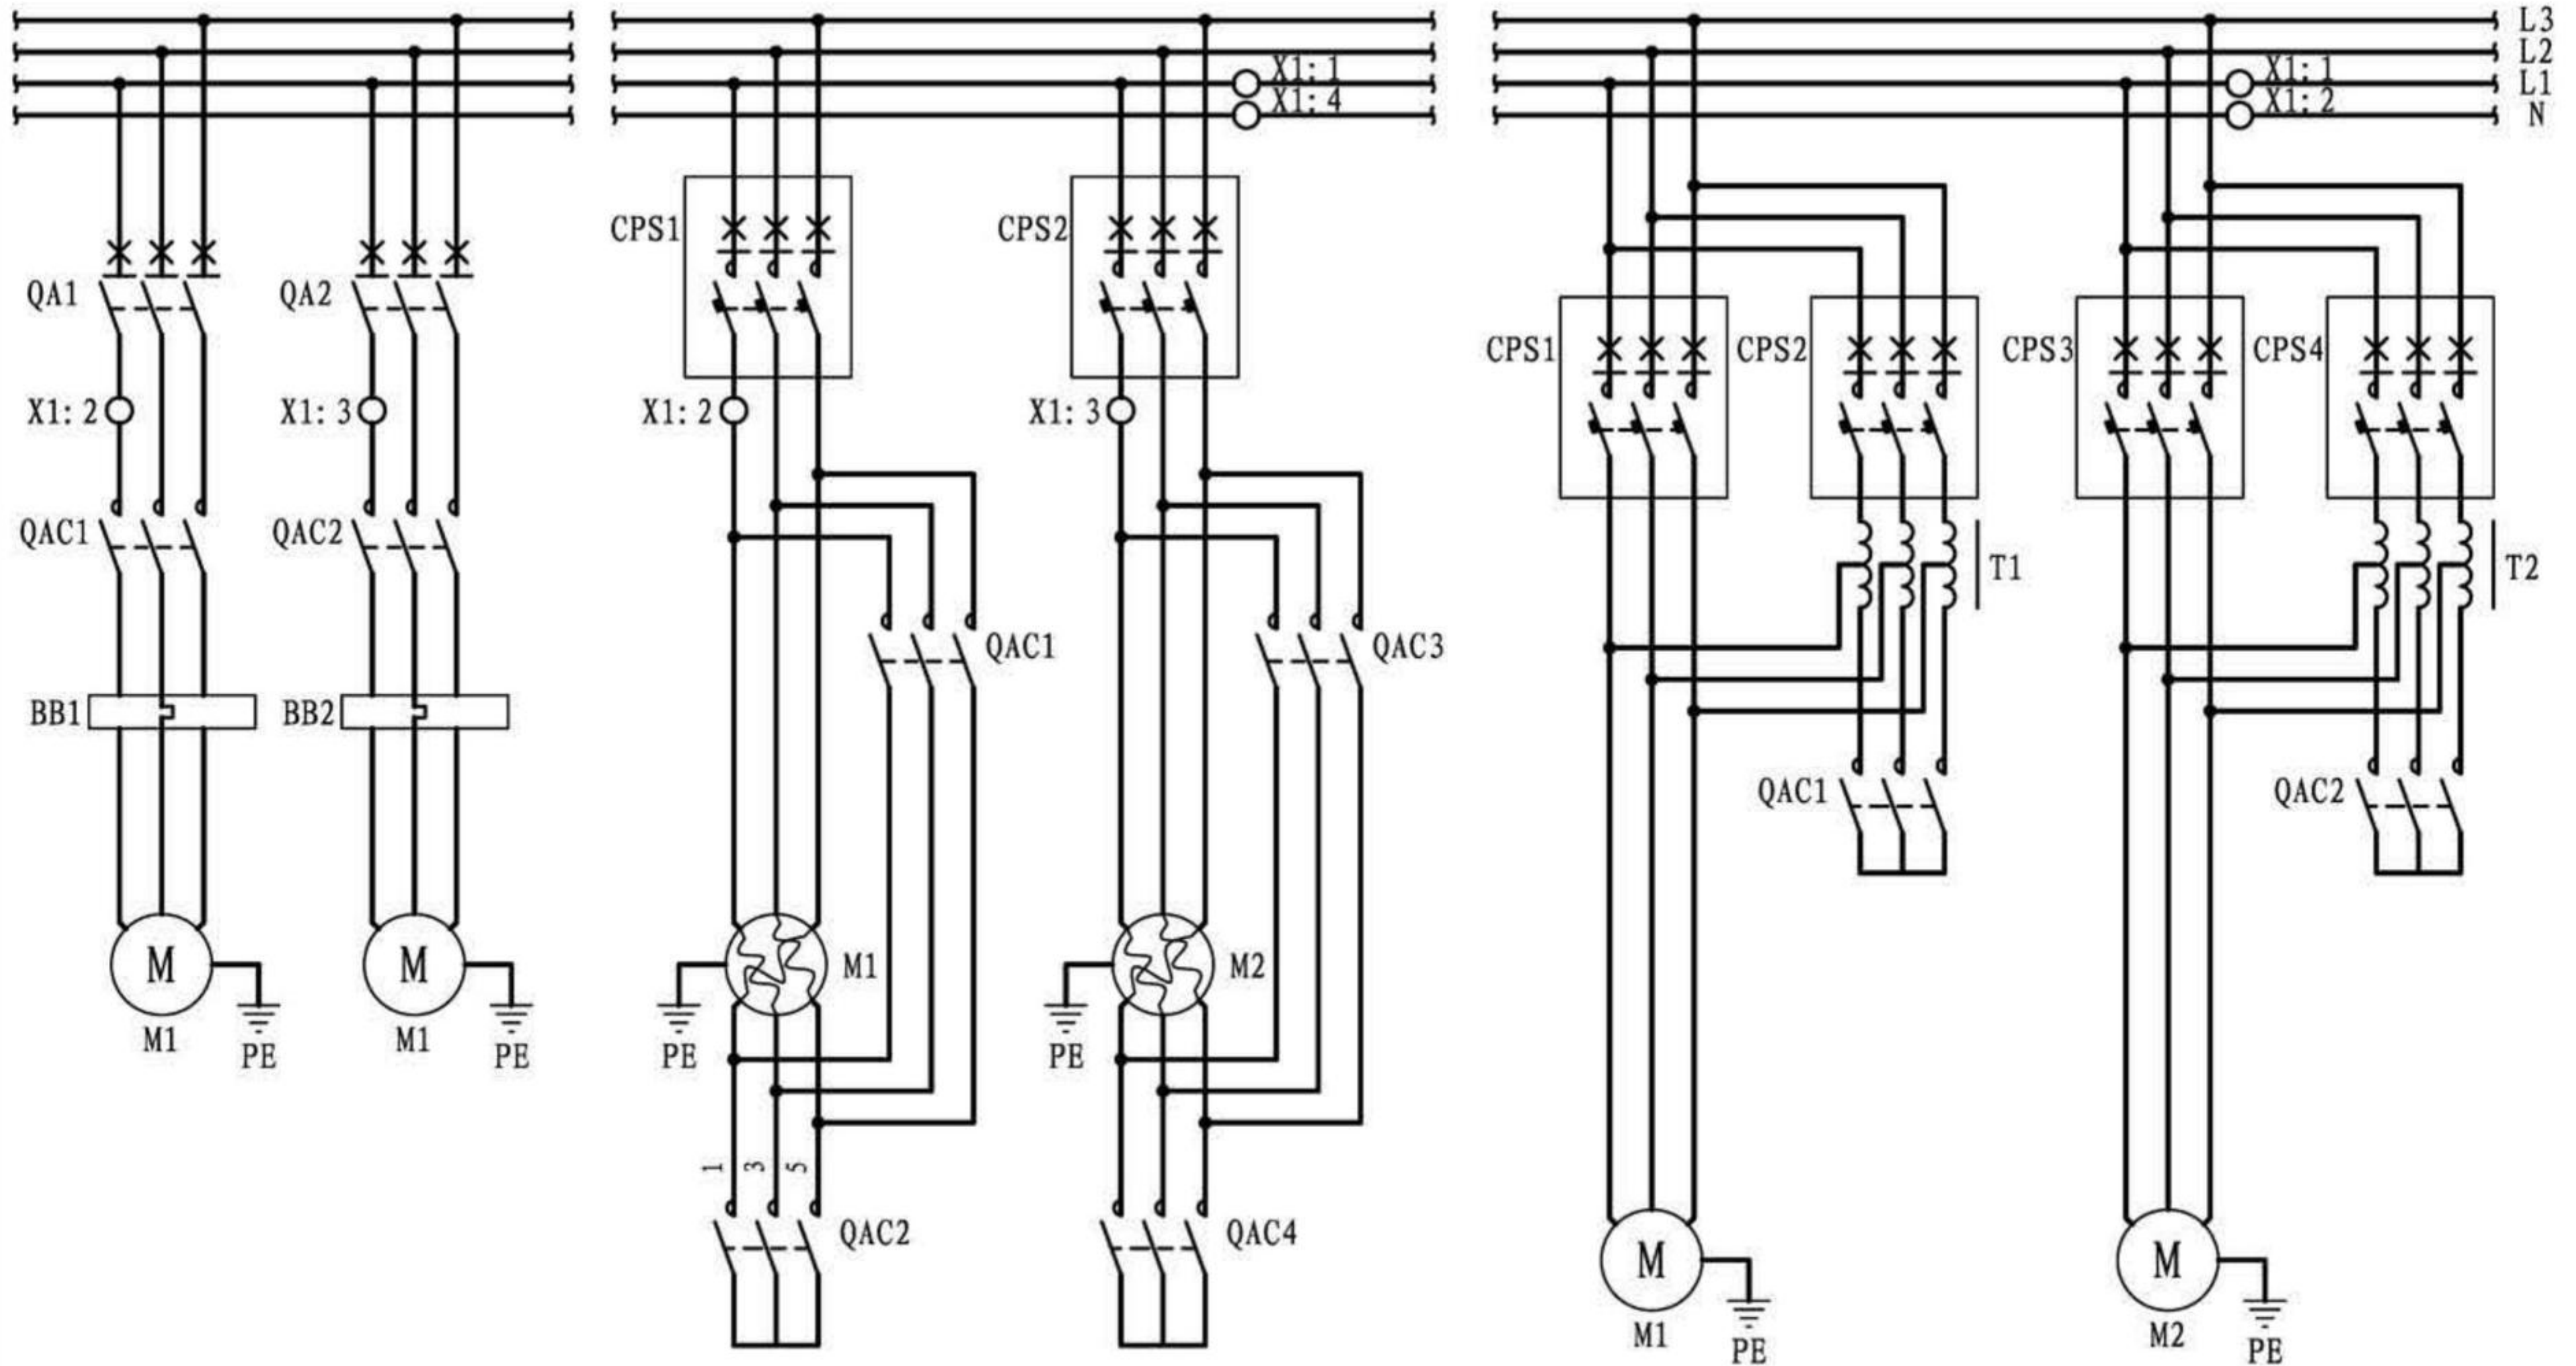 X1: 1
X1: 4
X1: 1
X1: 2
L3
L2
L1
N
CPS1
CPS2
QA1
QA2
CPS1
CPS2
CPS3
CPS4
X1: 2
X1: 3
X1: 2
X1: 3
QAC1
QAC2
T1
T2
QAC1
QAC3
BB1
BB2
QAC1
QAC2
M
M
M1
M2
M1
PE
M1
PE
PE
PE
1 3 5
QAC2
QAC4
M
M
M1
PE
M2
PE